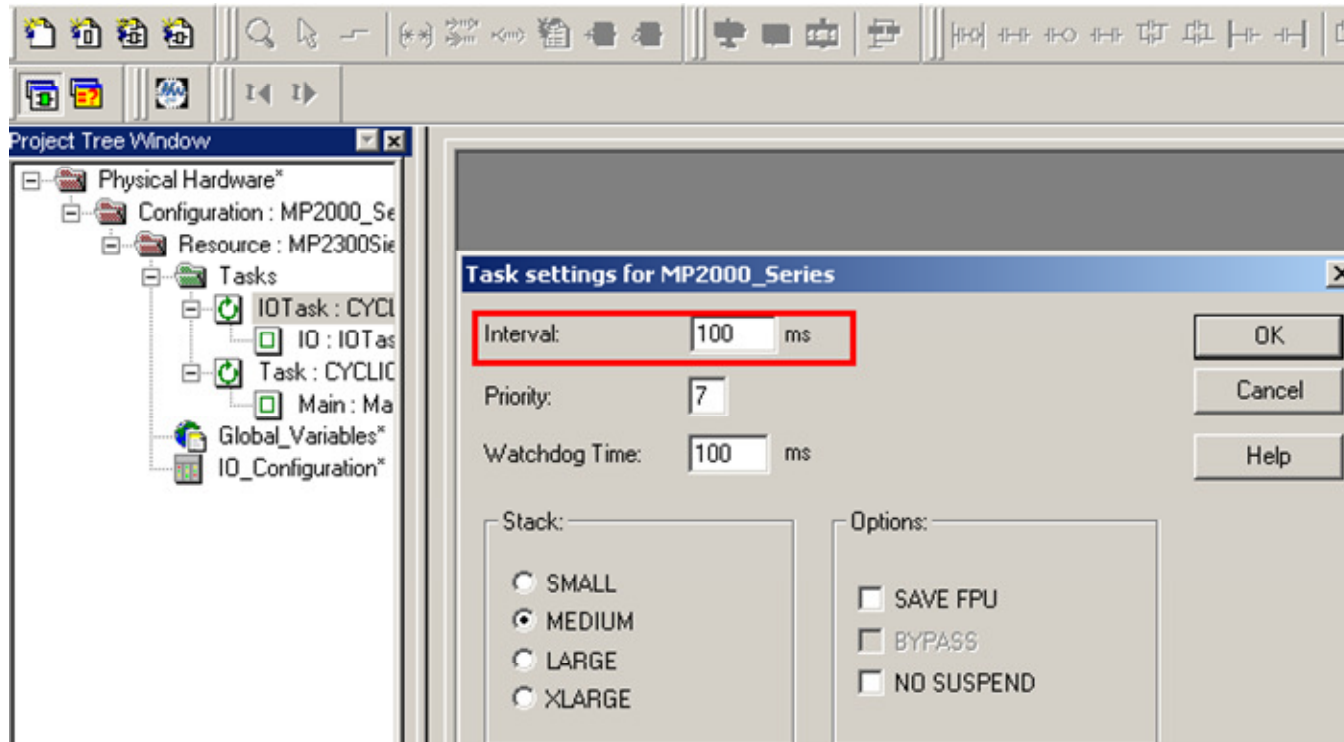 Project Tree Window
Physical Hardware*
Configuration : MP2000_Se
Resource : MP2300Sie
Tasks
IOTask : CYCL
IO : IOTas
Task : CYCLIC
Main : Ma
Global_Variables*
IO_Configuration*
Task settings for MP2000_Series
Interval: 100 ms
OK
Priority: 7
Cancel
Watchdog Time: 100 ms
Help
Stack:
SMALL
MEDIUM
LARGE
XLARGE
Options:
SAVE FPU
BYPASS
NO SUSPEND